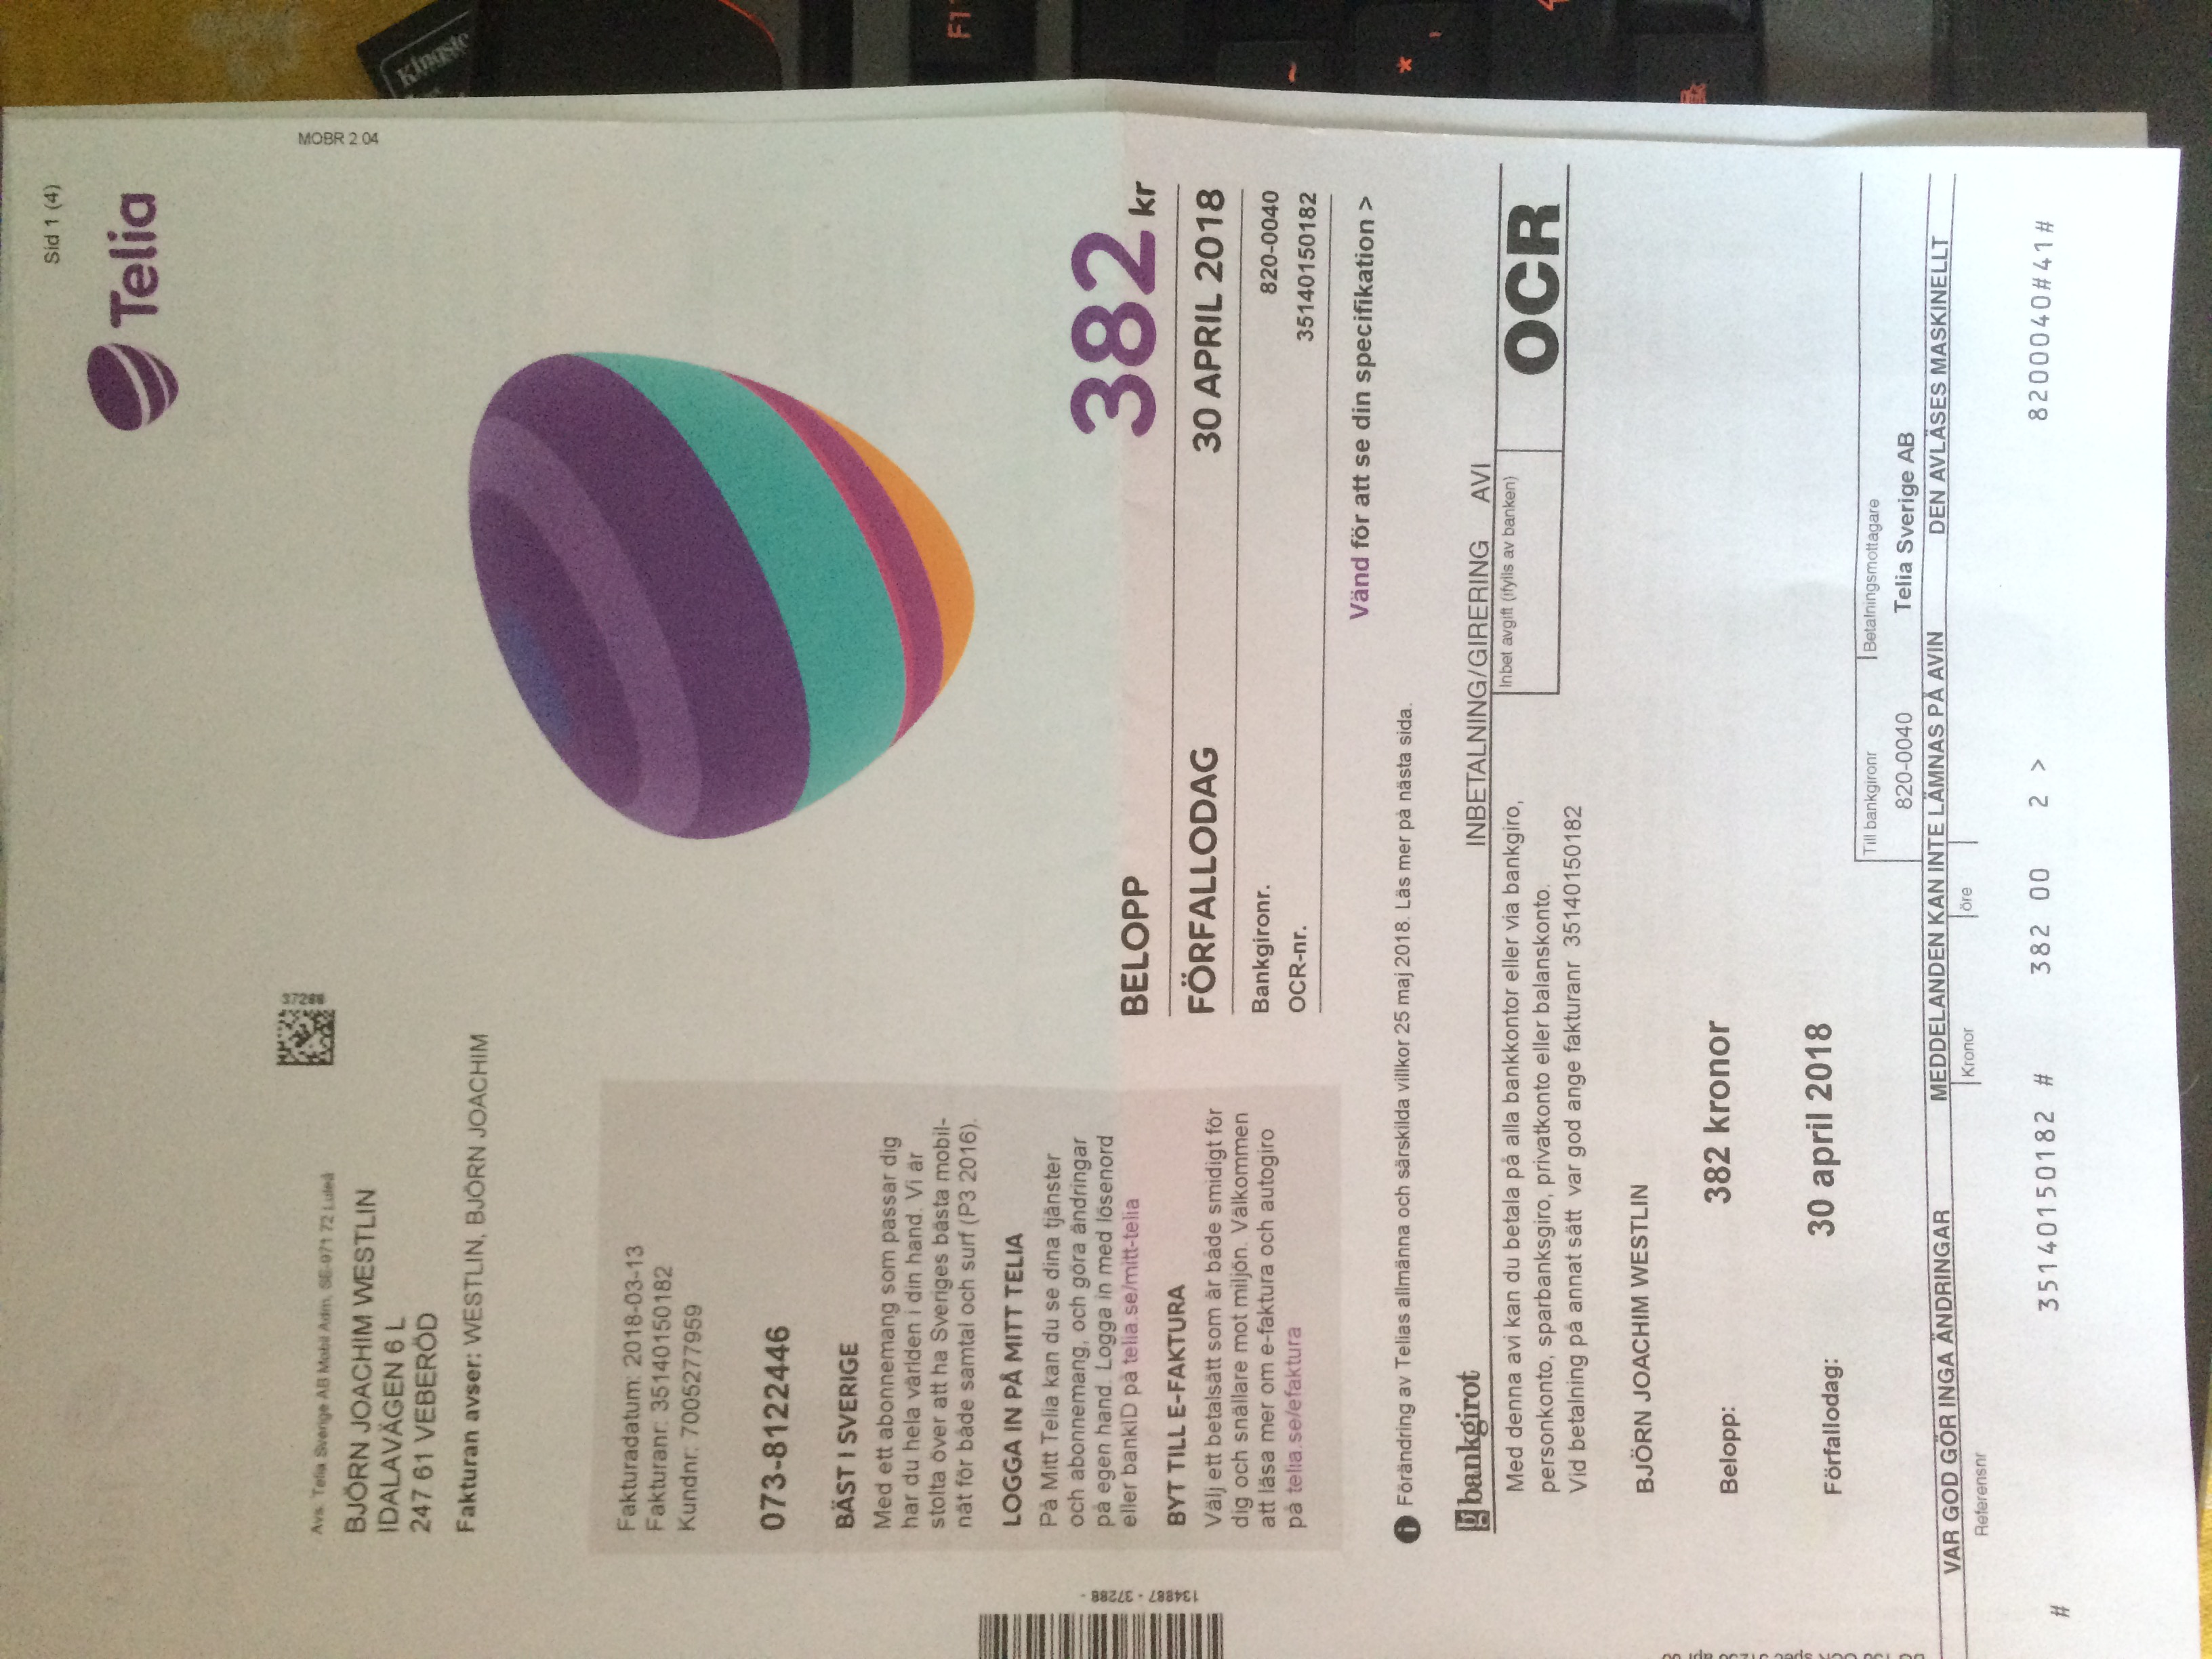 Sid 1 (4)
Telia
MOBR 2 04
37288
Avs. Telia Sverige AB Mobil Adm, SE-971 72 Luleå
BJÖRN JOACHIM WESTLIN
IDALAVÄGEN 6 L
247 61 VEBERÖD
Fakturan avser: WESTLIN, BJÖRN JOACHIM
Fakturadatum: 2018-03-13
Fakturanr: 35140150182
Kundnr: 7005277959
073-8122446
BÄST I SVERIGE
Med ett abonnemang som passar dig
har du hela världen i din hand. Vi är
stolta över att ha Sveriges bästa mobil-
nät för både samtal och surf (P3 2016).
LOGGA IN PÅ MITT TELIA
På Mitt Telia kan du se dina tjänster
och abonnemang, och göra ändringar
på egen hand. Logga in med lösenord
eller bankID på telia.se/mitt-telia
BYT TILL E-FAKTURA
Välj ett betalsätt som är både smidigt för
dig och snällare mot miljön. Välkommen
att läsa mer om e-faktura och autogiro
på telia.se/efaktura
134887 - 37288 -
BELOPP 382 kr
FÖRFALLODAG 30 APRIL 2018
Bankgironr. 820-0040
OCR-nr. 35140150182
Vänd för att se din specifikation >
Förändring av Telias allmänna och särskilda villkor 25 maj 2018. Läs mer på nästa sida.
bankgirot
INBETALNING/GIRERING AVI
Med denna avi kan du betala på alla bankkontor eller via bankgiro,
personkonto, sparbanksgiro, privatkonto eller balanskonto.
Vid betalning på annat sätt var god ange fakturanr 35140150182
Inbet avgift (ifylls av banken)
OCR
BJÖRN JOACHIM WESTLIN
Belopp: 382 kronor
Förfallodag: 30 april 2018
Till bankgironr Betalningsmottagare
820-0040 Telia Sverige AB
VAR GOD GÖR INGA ÄNDRINGAR MEDDELANDEN KAN INTE LÄMNAS PÅ AVIN DEN AVLÄSES MASKINELLT
Referensnr Kronor öre
# 35140150182 # 382 00 2 > 8200040#41#